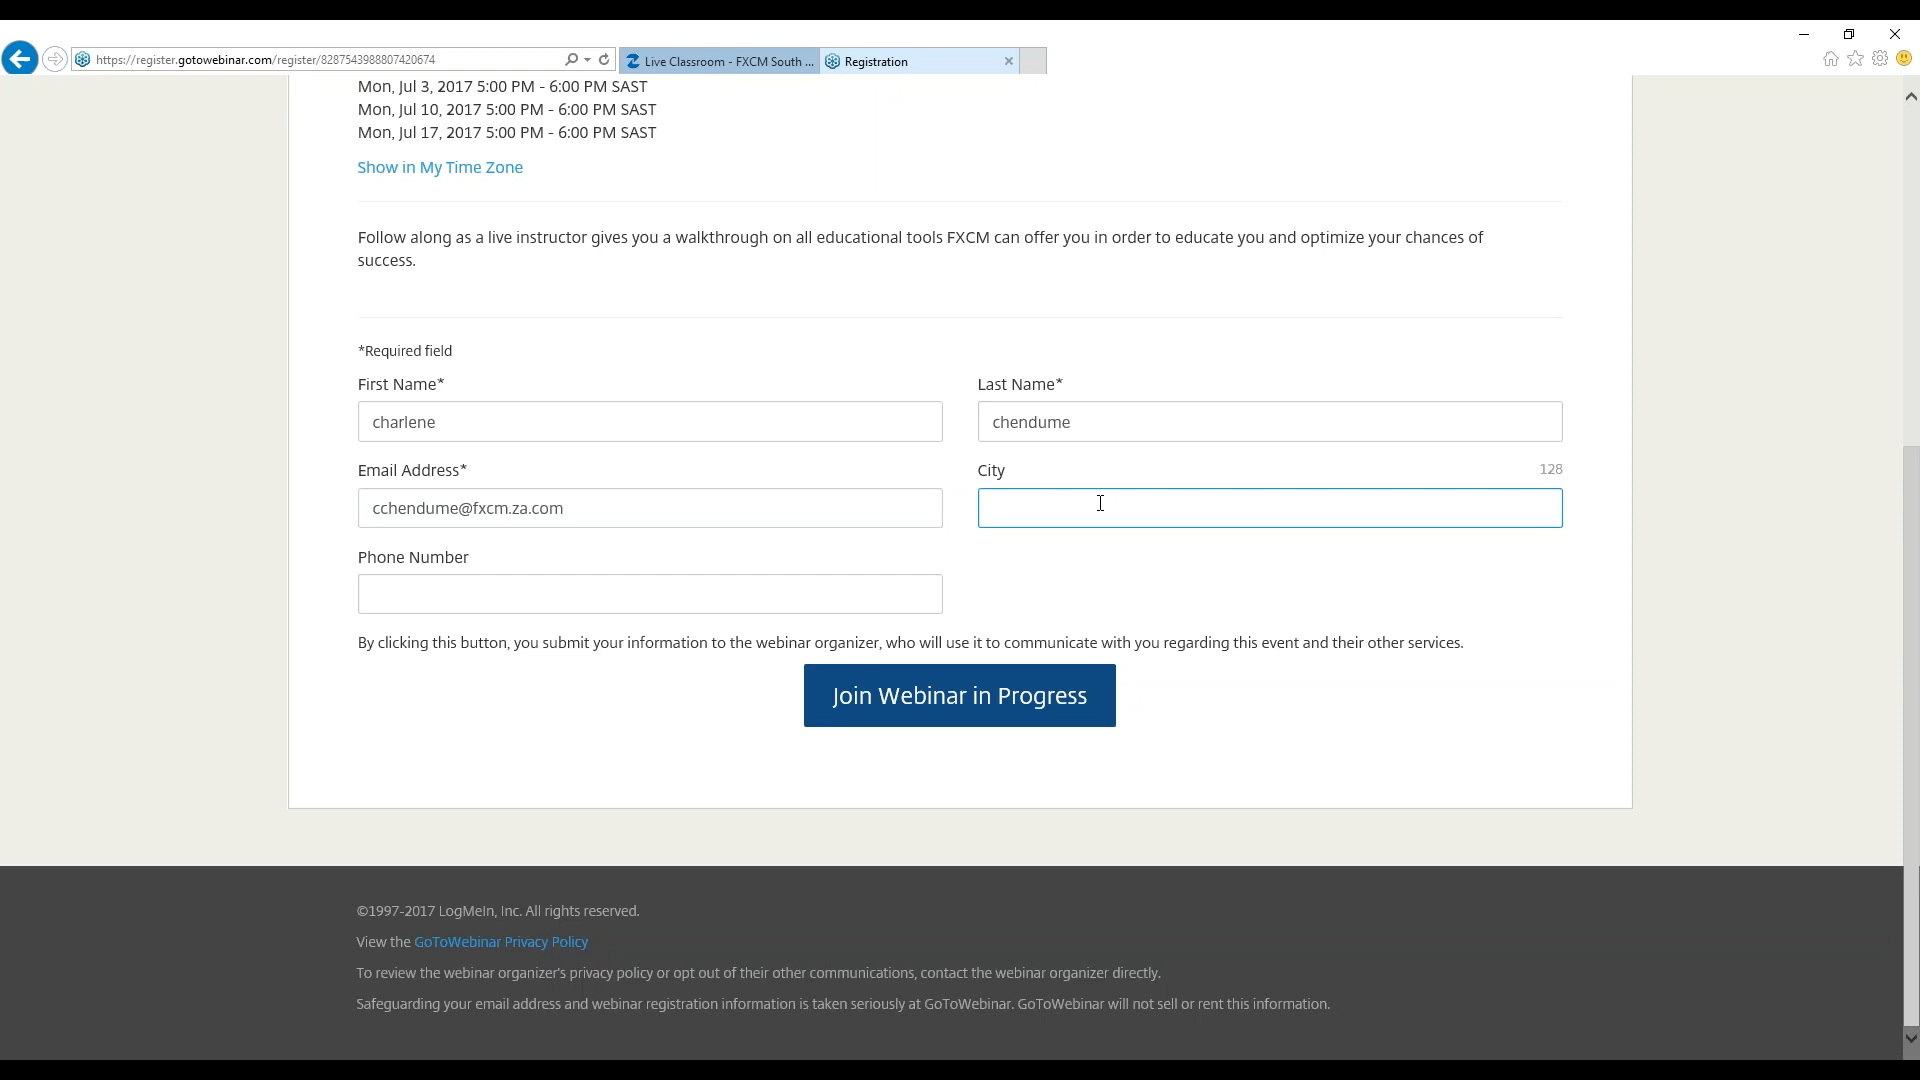 https://register.gotowebinar.com/register/8287543988807420674
Live Classroom - FXCM South ...
Registration
Mon, Jul 3, 2017 5:00 PM - 6:00 PM SAST
Mon, Jul 10, 2017 5:00 PM - 6:00 PM SAST
Mon, Jul 17, 2017 5:00 PM - 6:00 PM SAST
Show in My Time Zone
Follow along as a live instructor gives you a walkthrough on all educational tools FXCM can offer you in order to educate you and optimize your chances of
success.
*Required field
First Name*
Last Name*
charlene
chendume
Email Address*
City
128
cchendume@fxcm.za.com
Phone Number
By clicking this button, you submit your information to the webinar organizer, who will use it to communicate with you regarding this event and their other services.
Join Webinar in Progress
©1997-2017 LogMeIn, Inc. All rights reserved.
View the GoToWebinar Privacy Policy
To review the webinar organizer's privacy policy or opt out of their other communications, contact the webinar organizer directly.
Safeguarding your email address and webinar registration information is taken seriously at GoToWebinar. GoToWebinar will not sell or rent this information.